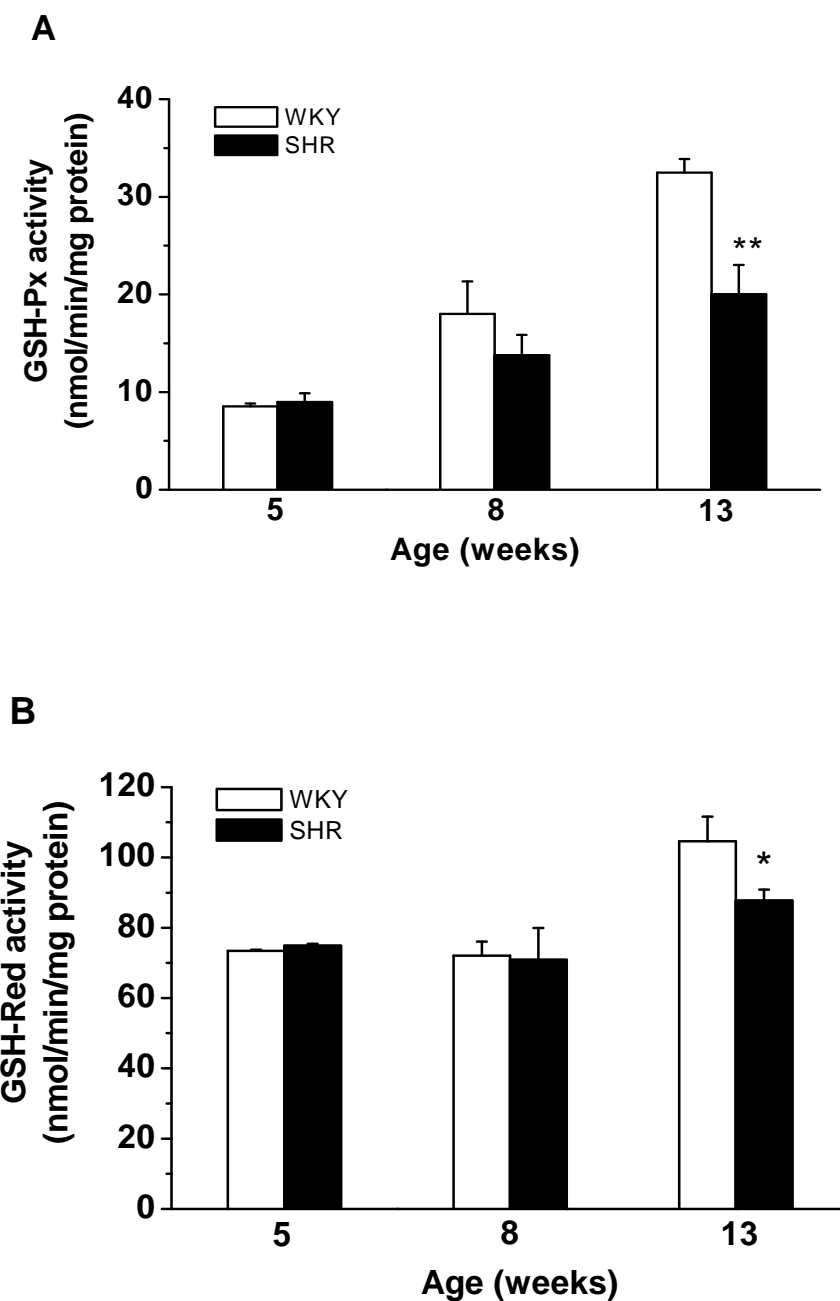 A
GSH-Px activity
(nmol/min/mg protein)
40
30
20
10
0
WKY
SHR
**
5 8 13
Age (weeks)
B
GSH-Red activity
(nmol/min/mg protein)
120
100
80
60
40
20
0
WKY
SHR
*
5 8 13
Age (weeks)